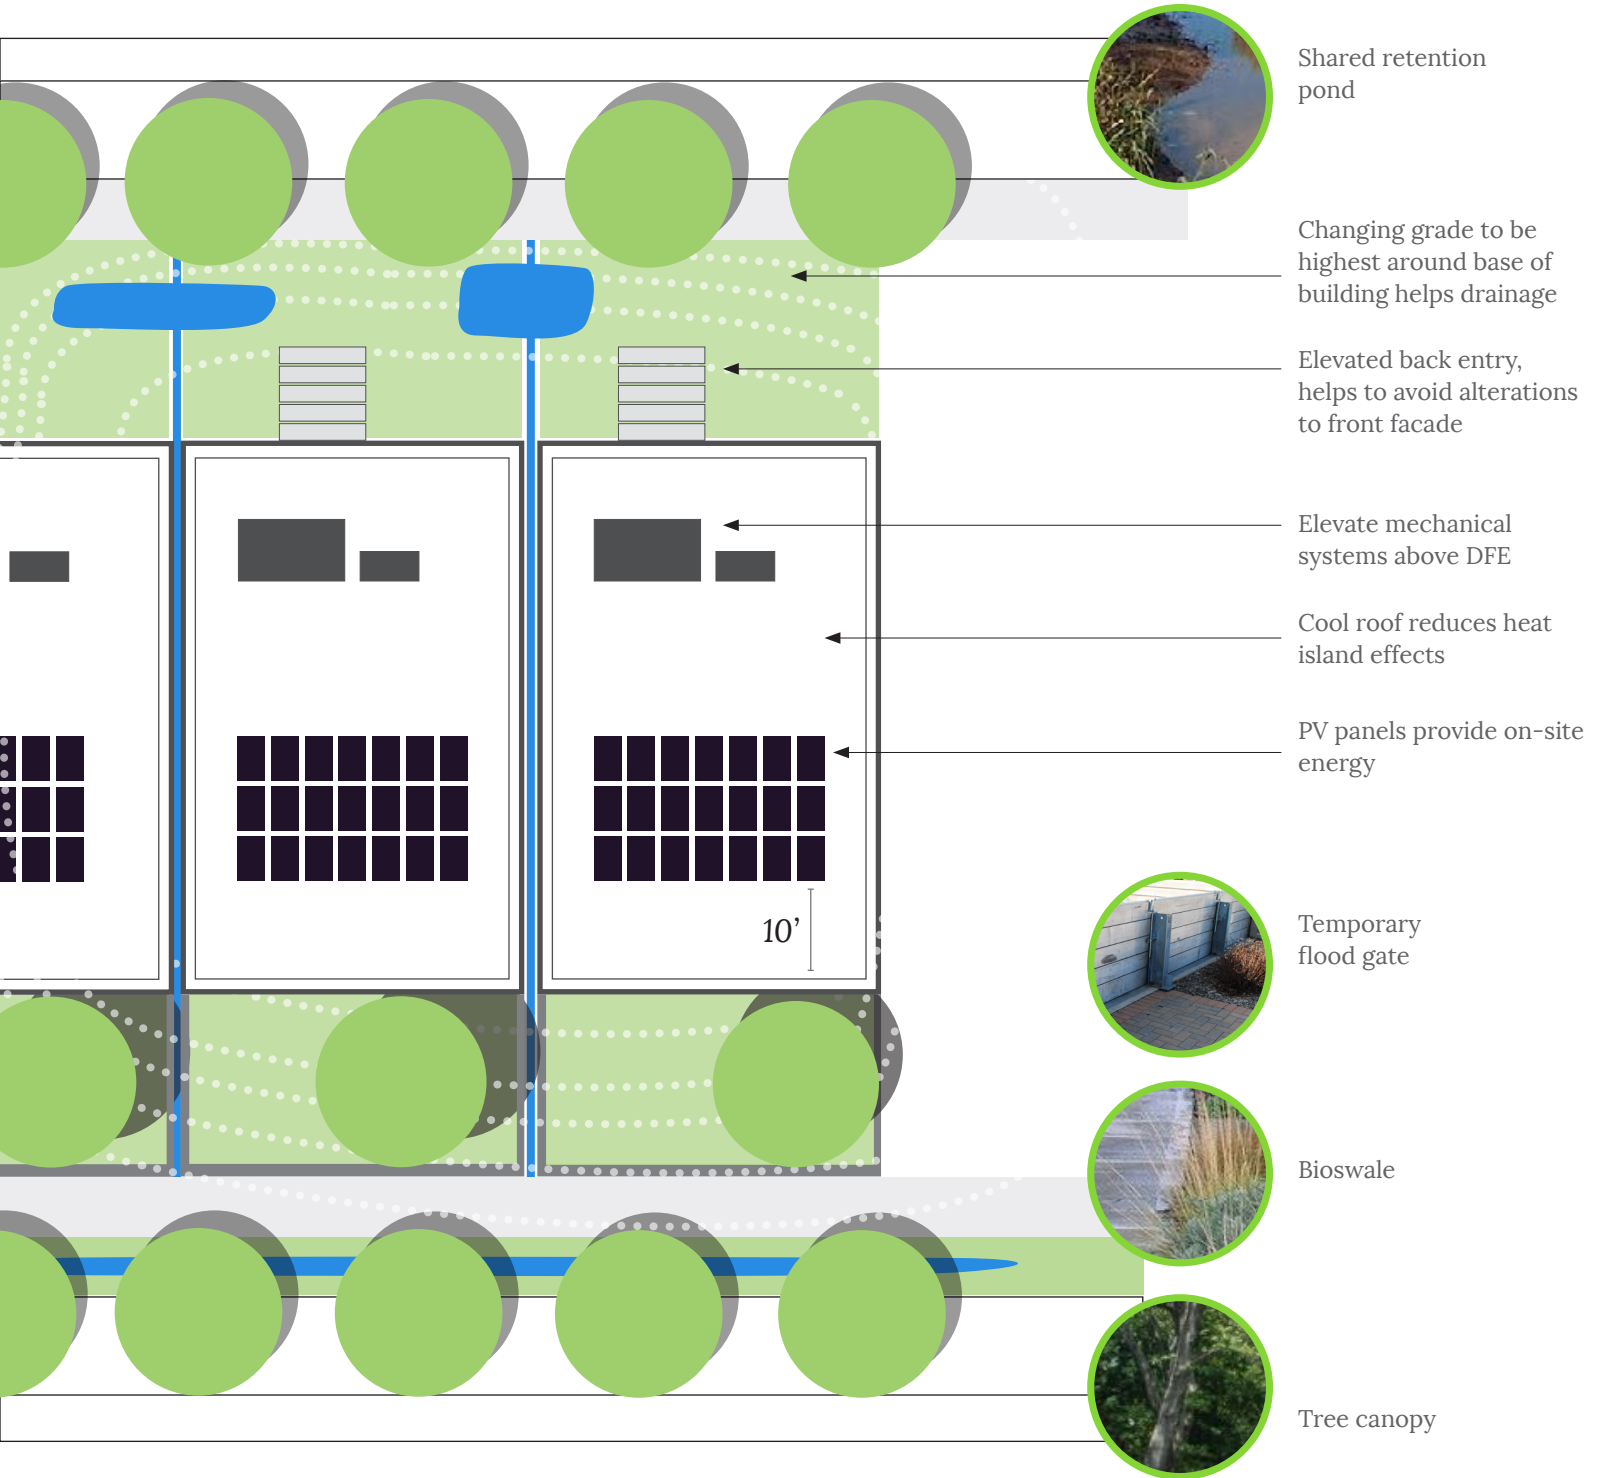 Shared retention
pond
Changing grade to be
highest around base of
building helps drainage
Elevated back entry,
helps to avoid alterations
to front facade
Elevate mechanical
systems above DFE
Cool roof reduces heat
island effects
PV panels provide on-site
energy
10’
Temporary
flood gate
Bioswale
Tree canopy